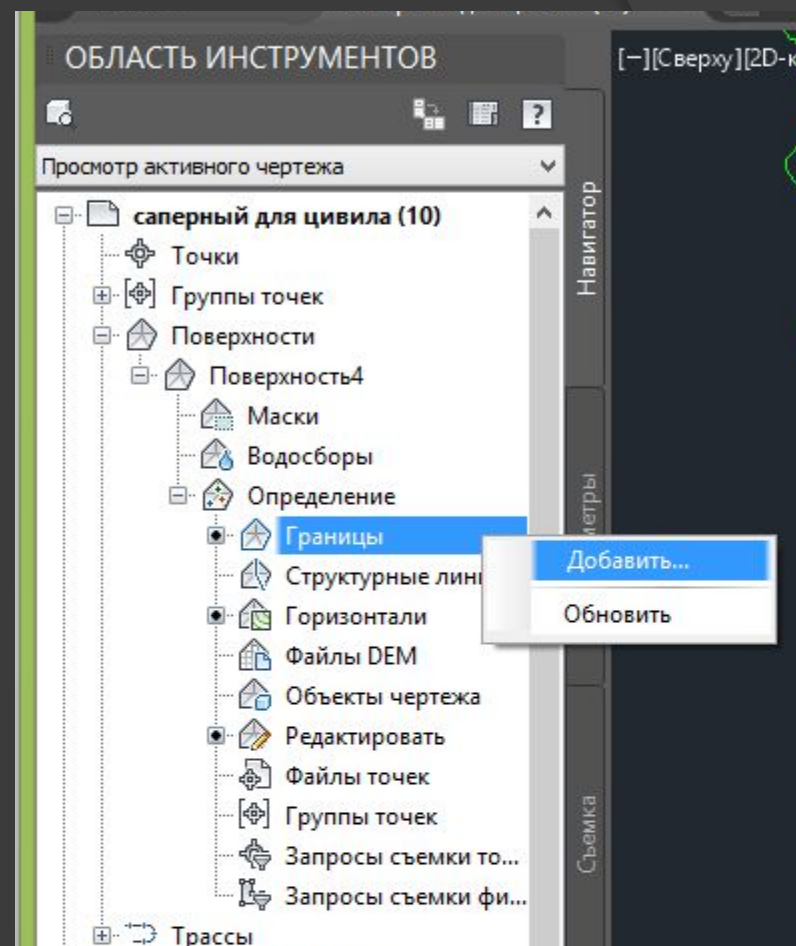 ОБЛАСТЬ ИНСТРУМЕНТОВ
[−][Сверху][2D-к
?
Просмотр активного чертежа
саперный для цивила (10)
Точки
Группы точек
Поверхности
Поверхность4
Маски
Водосборы
Определение
Границы
Добавить...
Структурные лин
Обновить
Горизонтали
Файлы DEM
Объекты чертежа
Редактировать
Файлы точек
Группы точек
Запросы съемки то...
Запросы съемки фи...
Трассы
Навигатор
метры
Съемка